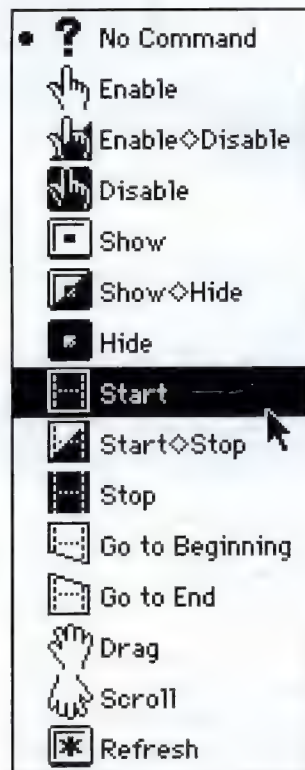 No Command
Enable
Enable◇Disable
Disable
Show
Show◇Hide
Hide
Start
Start◇Stop
Stop
Go to Beginning
Go to End
Drag
Scroll
Refresh